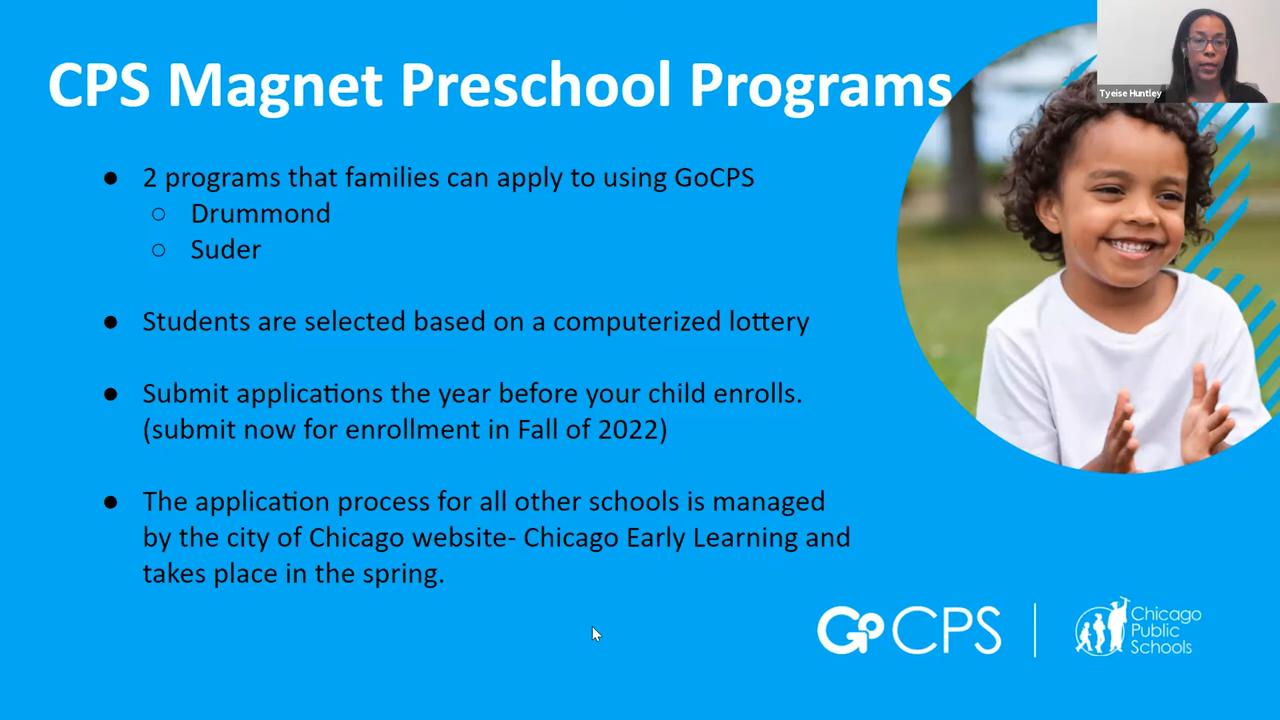 CPS Magnet Preschool Programs
Tyeise Huntley
● 2 programs that families can apply to using GoCPS
○ Drummond
○ Suder
● Students are selected based on a computerized lottery
● Submit applications the year before your child enrolls.
(submit now for enrollment in Fall of 2022)
● The application process for all other schools is managed
by the city of Chicago website- Chicago Early Learning and
takes place in the spring.
GoCPS
Chicago
Public
Schools